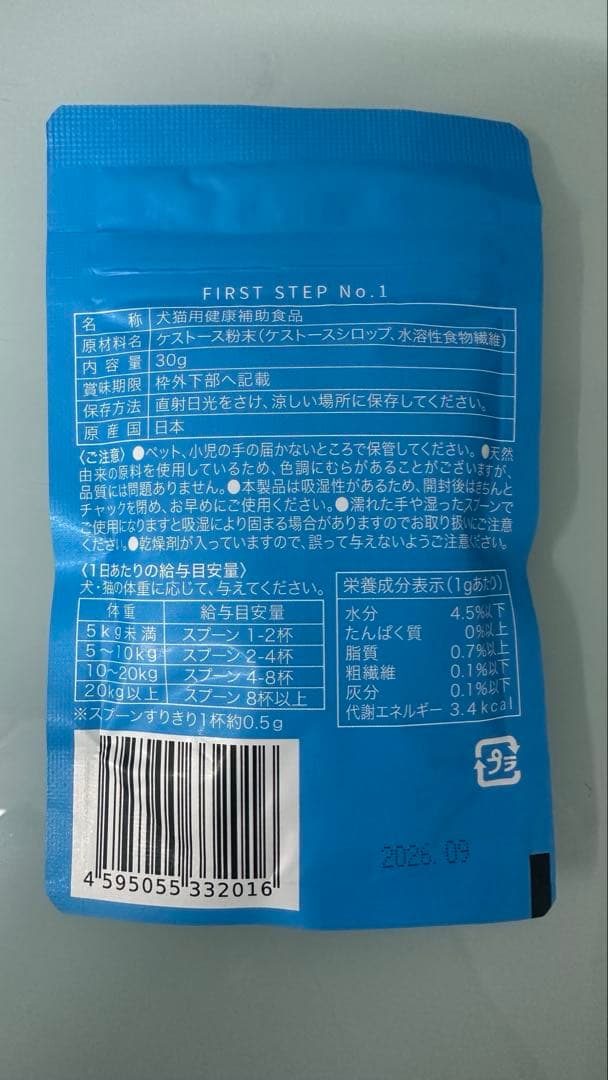 FIRST STEP No.1
名 称 犬猫用健康補助食品
原材料名 ケストース粉末(ケストースシロップ、水溶性食物繊維)
内 容 量 30g
賞味期限 枠外下部へ記載
保存方法 直射日光をさけ、涼しい場所に保存してください。
原 産 国 日本
〈ご注意〉●ペット、小児の手の届かないところで保管してください。●天然
由来の原料を使用しているため、色調にむらがあることがございますが、
品質には問題ありません。●本製品は吸湿性があるため、開封後はきちんと
チャックを閉め、お早めにご使用ください。●濡れた手や湿ったスプーンで
ご使用になりますと吸湿により固まる場合がありますのでお取り扱いにご注意
ください。●乾燥剤が入っていますので、誤って与えないようご注意ください。
〈1日あたりの給与目安量〉
犬・猫の体重に応じて、与えてください。
体重 給与目安量
5kg未満 スプーン 1-2杯
5〜10kg スプーン 2-4杯
10〜20kg スプーン 4-8杯
20kg以上 スプーン 8杯以上
※スプーンすりきり1杯約0.5g
栄養成分表示(1gあたり)
水分 4.5%以下
たんぱく質 0%以上
脂質 0.7%以上
粗繊維 0.1%以下
灰分 0.1%以下
代謝エネルギー 3.4kcal
プラ
4 595055 332016
2026.09